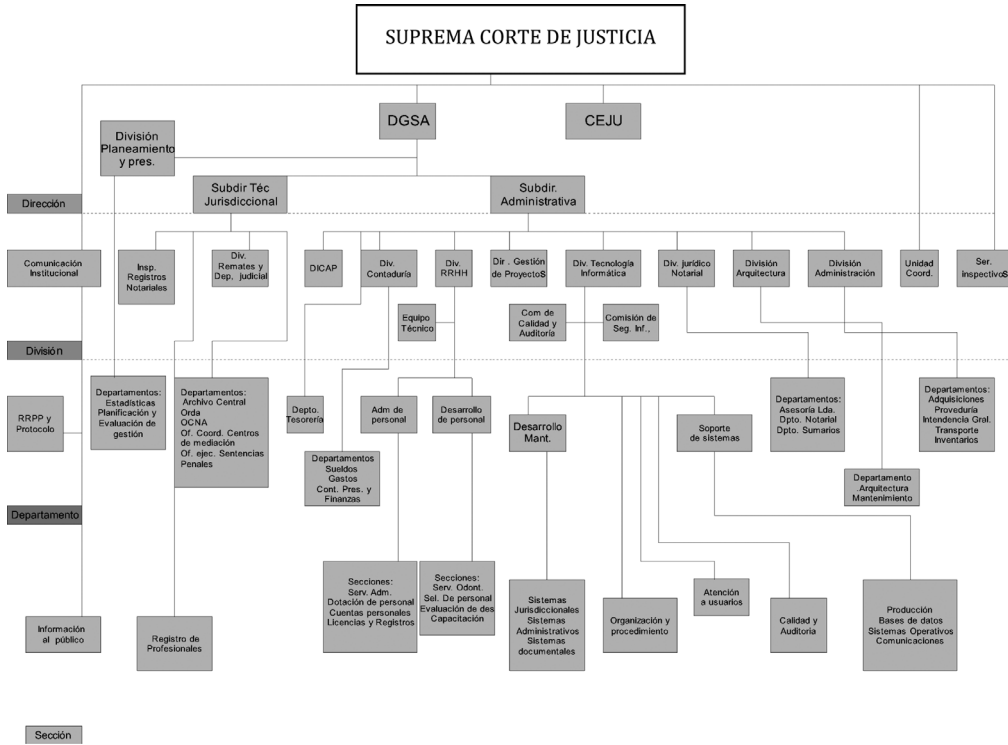 SUPREMA CORTE DE JUSTICIA
DGSA
CEJU
División
Planeamiento
y pres.
Subdir Téc
Jurisdiccional
Subdir.
Administrativa
Dirección
Comunicación
Institucional
Insp.
Registros
Notariales
Div.
Remates y
Dep, judicial
DICAP
Div.
Contaduría
Div.
RRHH
Dir . Gestión
de ProyectoS
Div. Tecnología
Informática
Div. jurídico
Notarial
División
Arquitectura
División
Administración
Unidad
Coord.
Ser.
inspectivoS
Equipo
Técnico
Com de
Calidad y
Auditoría
Comisión de
Seg. Inf.,
División
RRPP y
Protocolo
Departamentos:
Estadísticas
Planificación y
Evaluación de
gestión
Departamentos:
Archivo Central
Orda
OCNA
Of. Coord. Centros
de mediación
Of. ejec. Sentencias
Penales
Depto.
Tesorería
Adm de
personal
Desarrollo
de personal
Desarrollo
Mant.
Soporte
de sistemas
Departamentos:
Asesoría Lda.
Dpto. Notarial
Dpto. Sumarios
Departamentos:
Adquisiciones
Proveduría
Intendencia Gral.
Transporte
Inventarios
Departamentos
Sueldos
Gastos
Cont. Pres. y
Finanzas
Departamento
.Arquitectura
Mantenimiento
Departamento
Secciones:
Serv. Adm.
Dotación de personal
Cuentas personales
Licencias y Registros
Secciones:
Serv. Odont.
Sel. De personal
Evaluación de des
Capacitación
Sistemas
Jurisdiccionales
Sistemas
Administrativos
Sistemas
documentales
Organización y
procedimiento
Atención
a usuarios
Calidad y
Auditoria
Producción
Bases de datos
Sistemas Operativos
Comunicaciones
Información
al público
Registro de
Profesionales
Sección